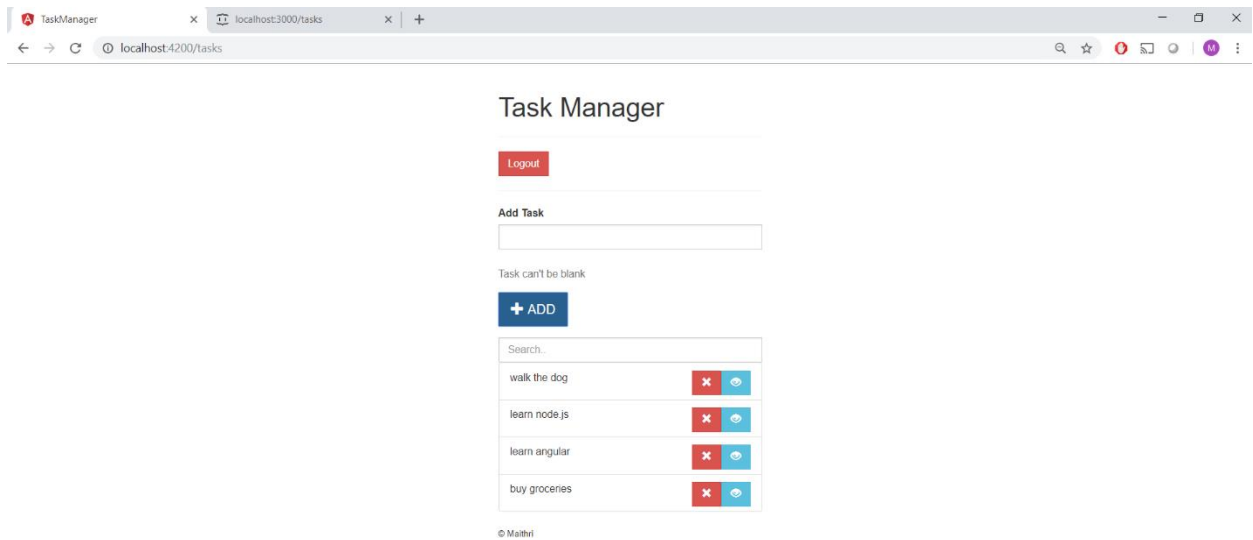 TaskManager
localhost:3000/tasks
localhost:4200/tasks
M
Task Manager
Logout
Add Task
Task can't be blank
ADD
Search..
walk the dog
learn node.js
learn angular
buy groceries
© Maithri